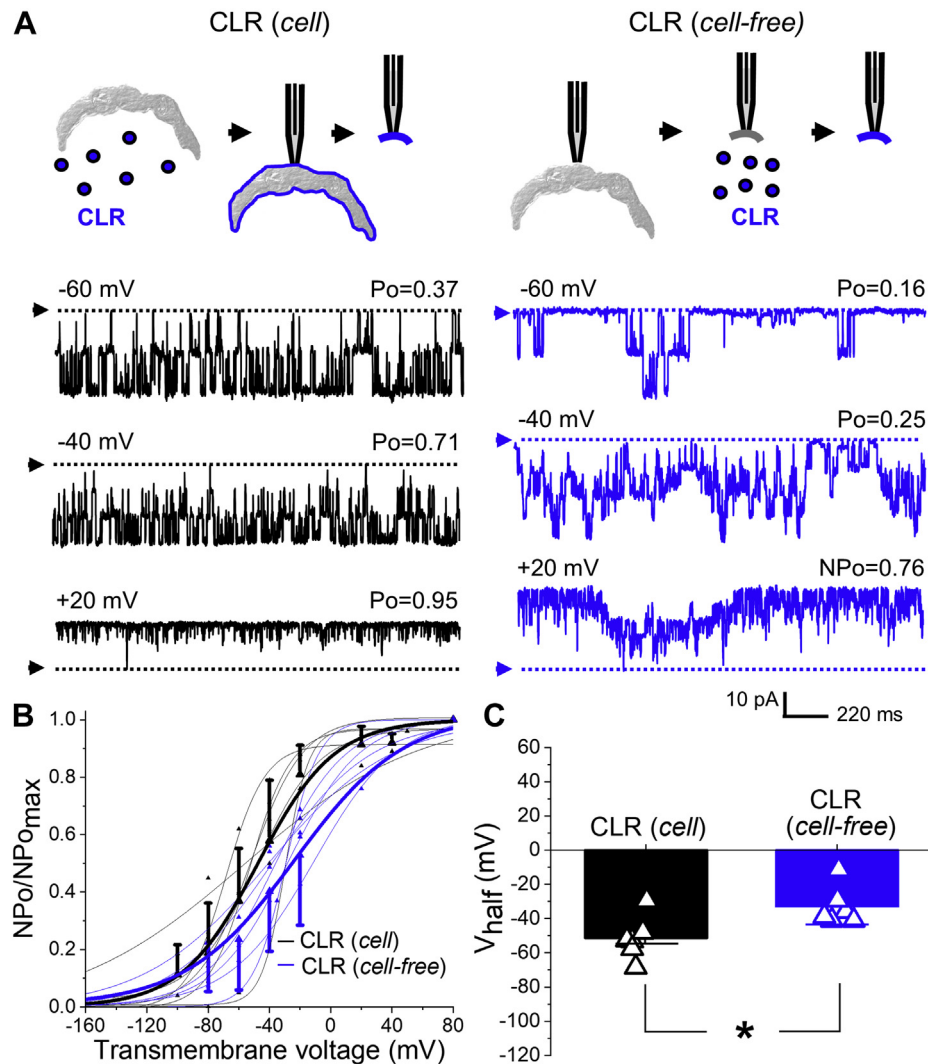 A
CLR (cell)
CLR (cell-free)
CLR
CLR
-60 mV
Po=0.37
-60 mV
Po=0.16
-40 mV
Po=0.71
-40 mV
Po=0.25
+20 mV
Po=0.95
+20 mV
NPo=0.76
10 pA
220 ms
B
NPo/NPomax
1.0
0.8
0.6
0.4
0.2
0.0
CLR (cell)
CLR (cell-free)
-160
-120
-80
-40
0
40
80
Transmembrane voltage (mV)
C
Vhalf (mV)
60
40
20
0
-20
-40
-60
-80
-100
-120
CLR (cell)
CLR
(cell-free)
*